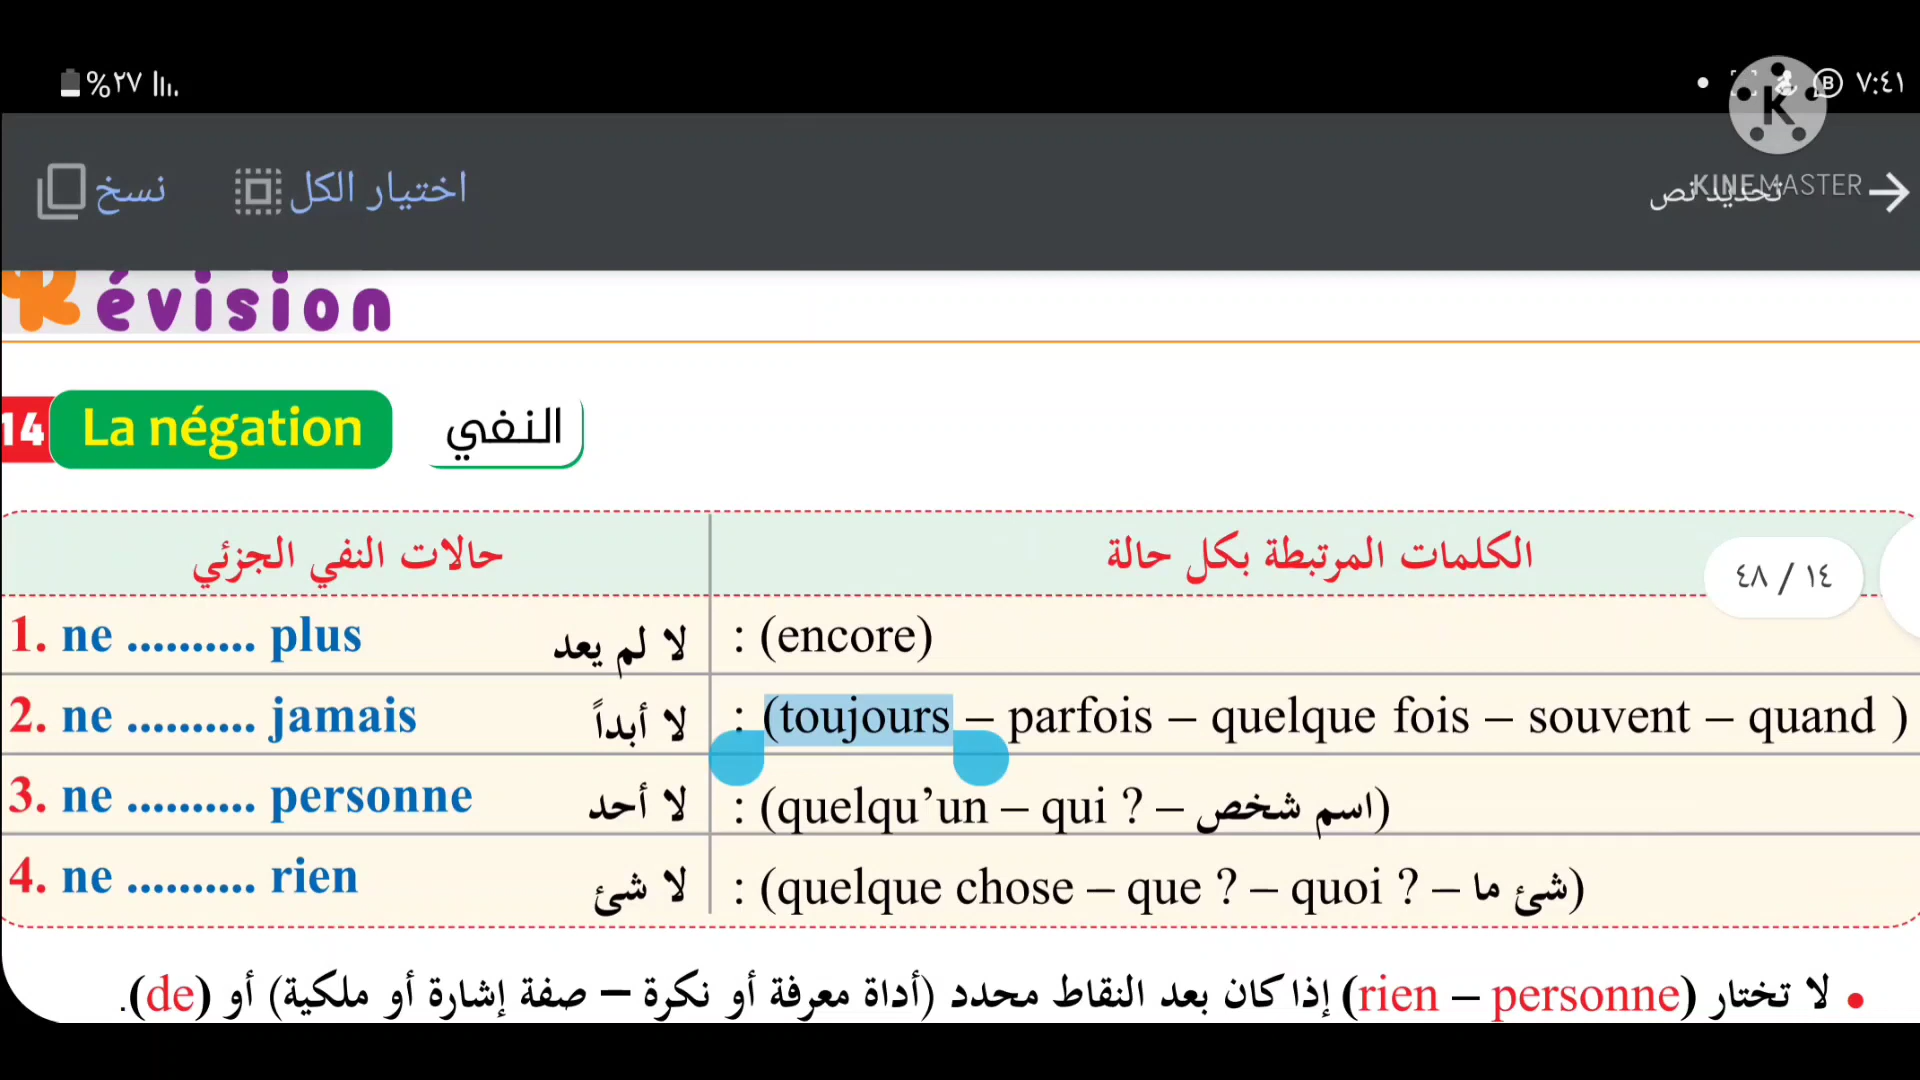 %٢٧
B ٧:٤١
K
KINEMASTER
نسخ
اختيار الكل
تحديد نص
Révision
14 La négation النفي
حالات النفي الجزئي الكلمات المرتبطة بكل حالة
١٤ / ٤٨
1. ne .......... plus لا لم يعد : (encore)
2. ne .......... jamais لا أبداً : (toujours – parfois – quelque fois – souvent – quand )
3. ne .......... personne لا أحد : (quelqu’un – qui ? – اسم شخص)
4. ne .......... rien لا شئ : (quelque chose – que ? – quoi ? – شئ ما)
• لا تختار (rien – personne) إذا كان بعد النقاط محدد (أداة معرفة أو نكرة – صفة إشارة أو ملكية) أو (de).